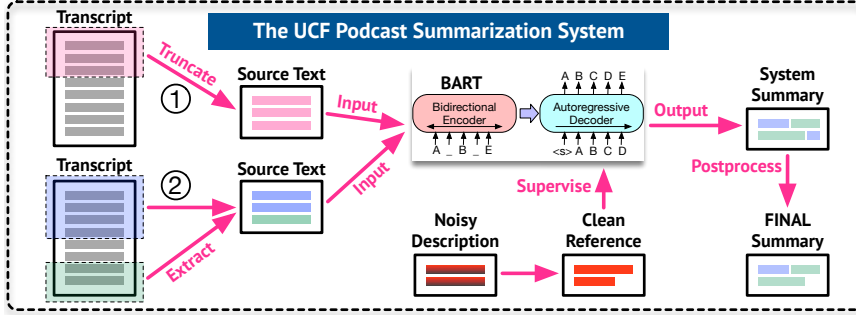 The UCF Podcast Summarization System
Transcript
Truncate
①
Source Text
Input
Transcript
②
Extract
Source Text
Input
BART
Bidirectional
Encoder
A _ B _ E
A B C D E
Autoregressive
Decoder
<s> A B C D
Output
System
Summary
Supervise
Postprocess
Noisy
Description
Clean
Reference
FINAL
Summary